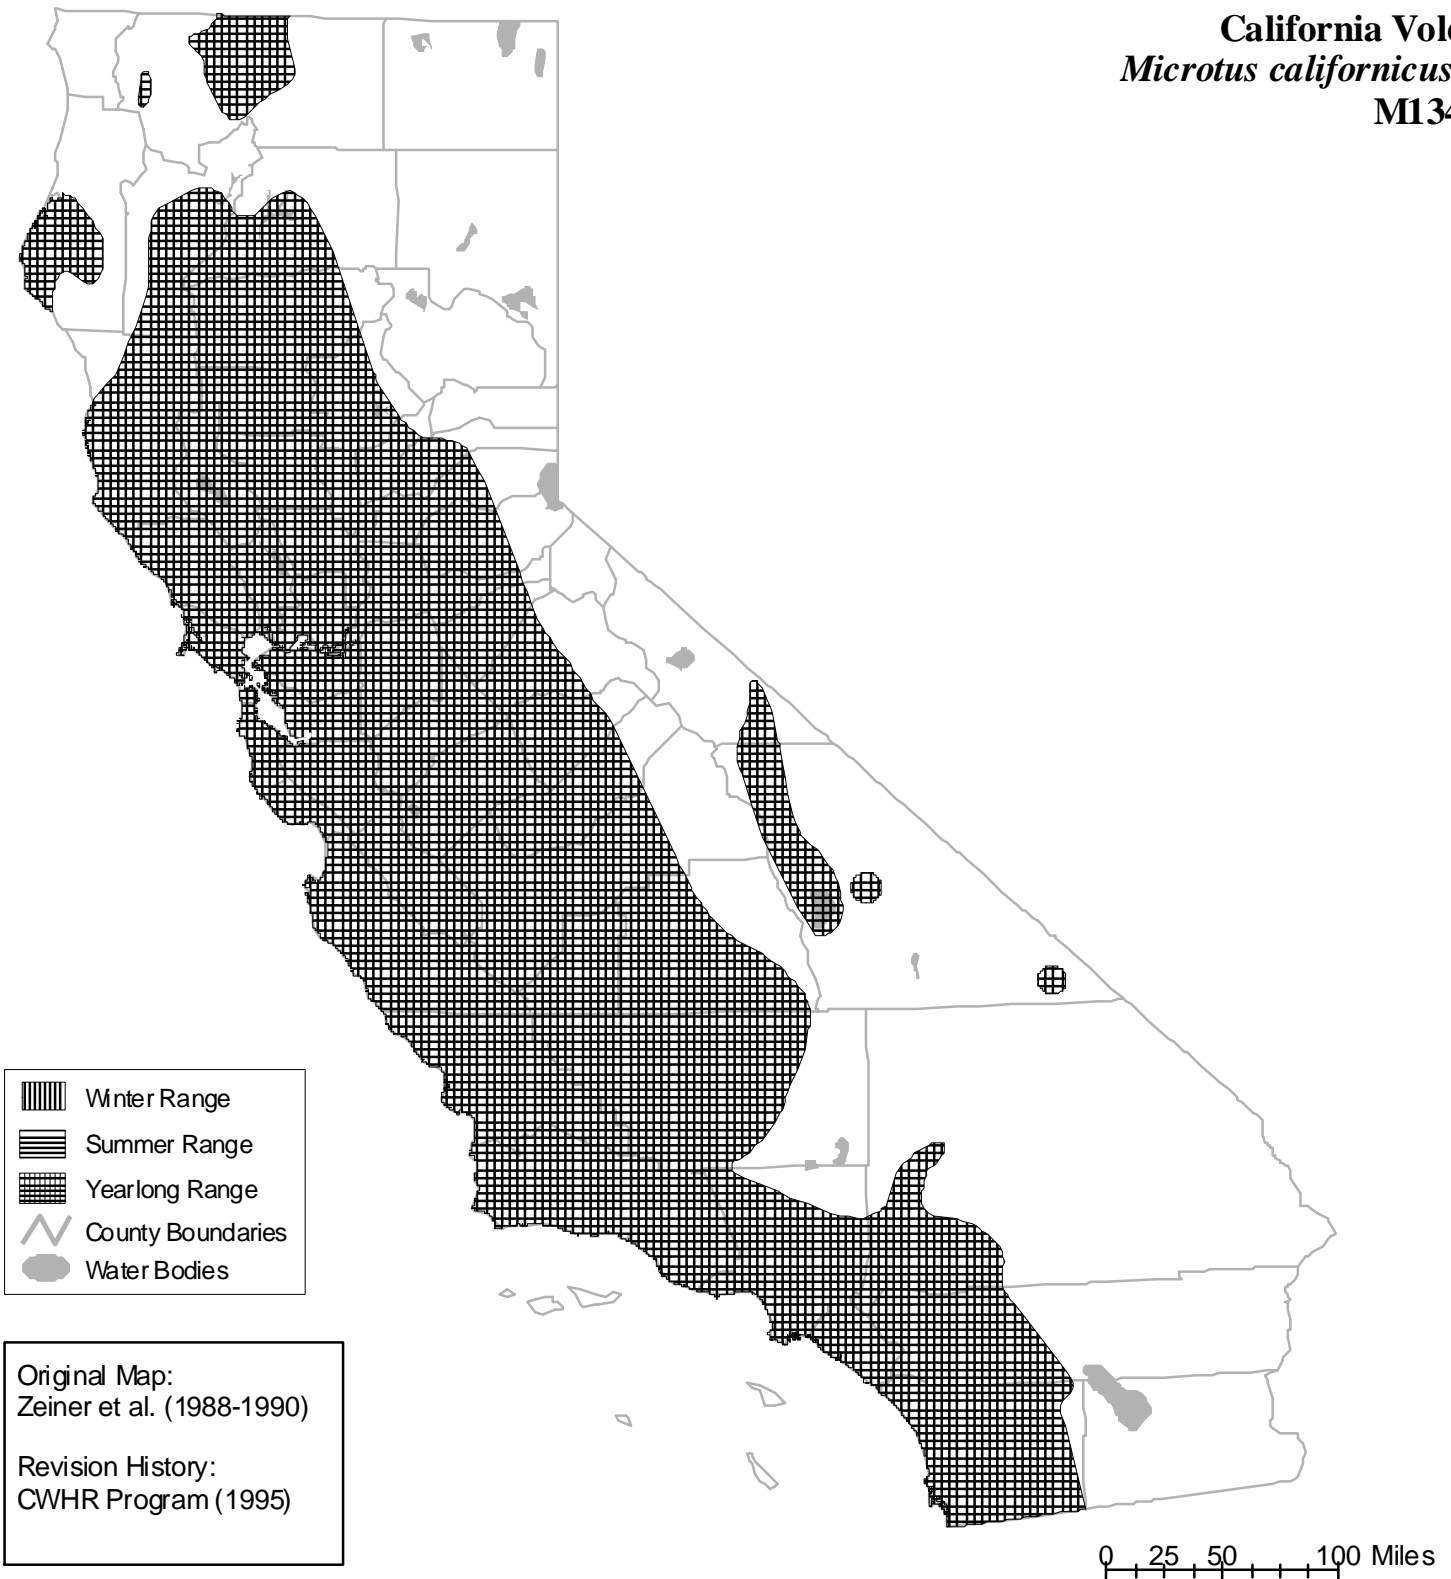 California Vole
Microtus californicus
M134
Winter Range
Summer Range
Yearlong Range
County Boundaries
Water Bodies
Original Map:
Zeiner et al. (1988-1990)
Revision History:
CWHR Program (1995)
0 25 50 100 Miles